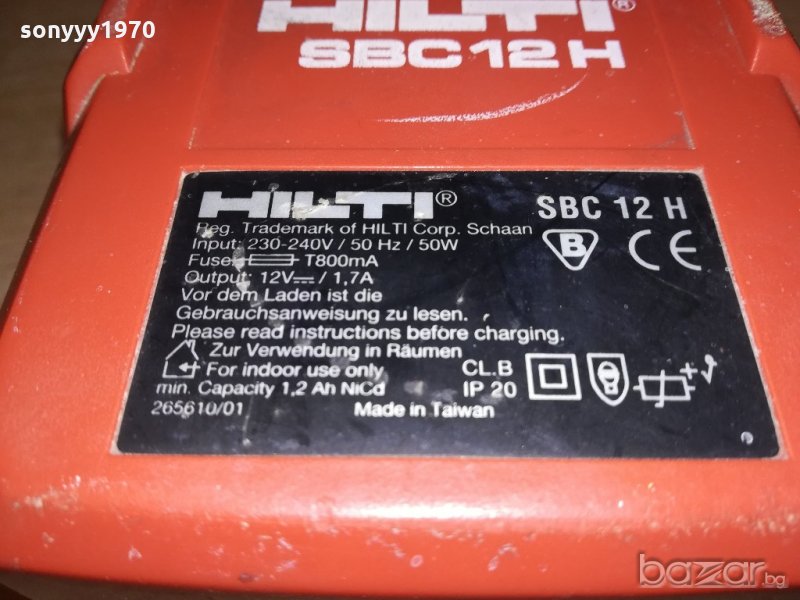 sonyyy1970
HILTI®
SBC 12 H
HILTI® SBC 12 H
Reg. Trademark of HILTI Corp. Schaan
Input: 230-240V / 50 Hz / 50W
B CE
Fuse: T800mA
Output: 12V⎓ / 1,7A
Vor dem Laden ist die
Gebrauchsanweisung zu lesen.
Please read instructions before charging.
Zur Verwendung in Räumen
For indoor use only CL.B
min. Capacity 1,2 Ah NiCd IP 20
+ϑ
265610/01 Made in Taiwan
bazar.bg